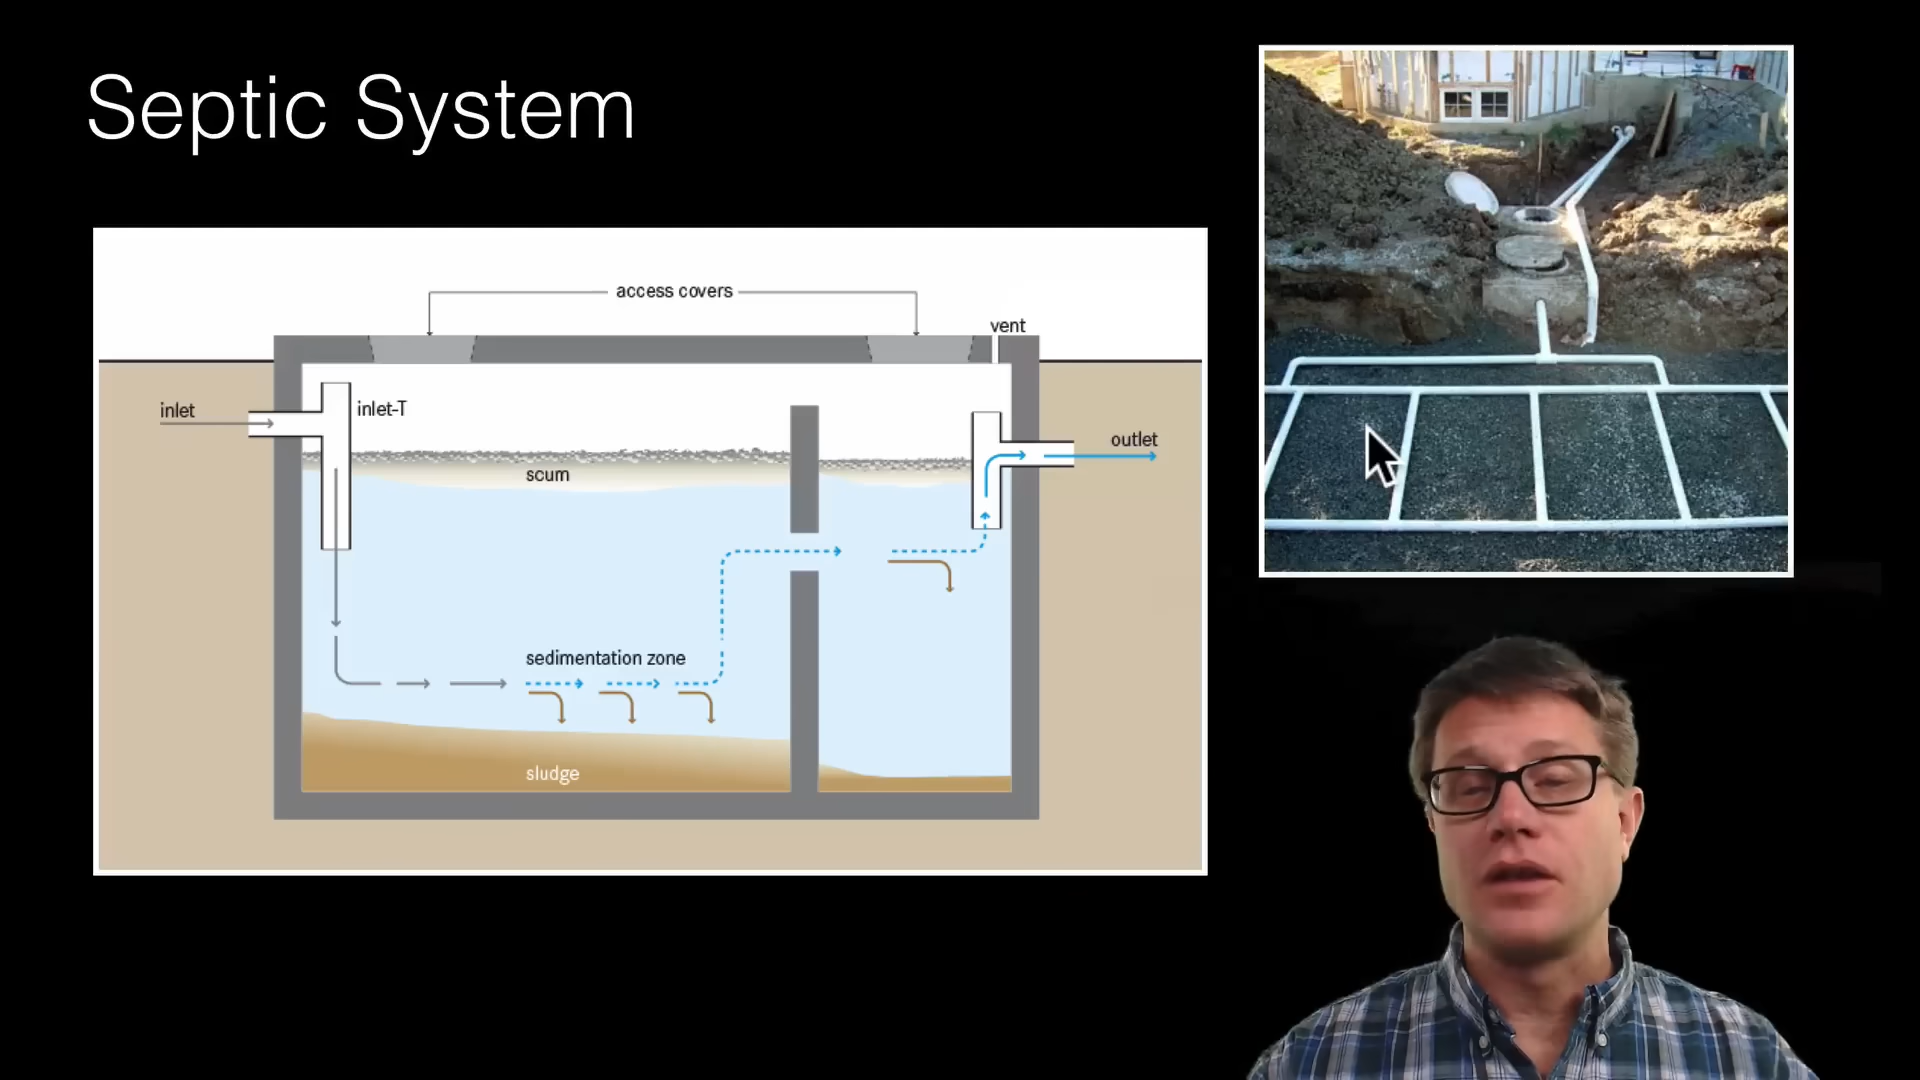 Septic System
access covers
vent
inlet
inlet-T
outlet
scum
sedimentation zone
sludge